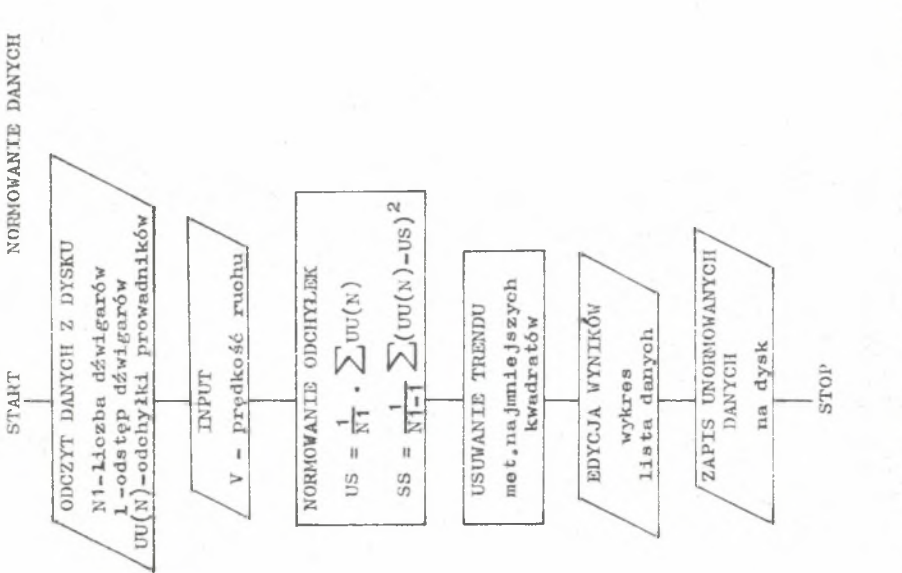 NORMOWANIE DANYCH
START
ODCZYT DANYCH Z DYSKU
N1-liczba dźwigarów
l-odstęp dźwigarów
UU(N)-odchyłki prowadników
INPUT
V - prędkość ruchu
NORMOWANIE ODCHYŁEK
US = 1/N1 . ∑UU(N)
SS = 1/N1-1 ∑(UU(N)-US)²
USUWANIE TRENDU
met.najmniejszych
kwadratów
EDYCJA WYNIKÓW
wykres
lista danych
ZAPIS UNORMOWANYCH
DANYCH
na dysk
STOP